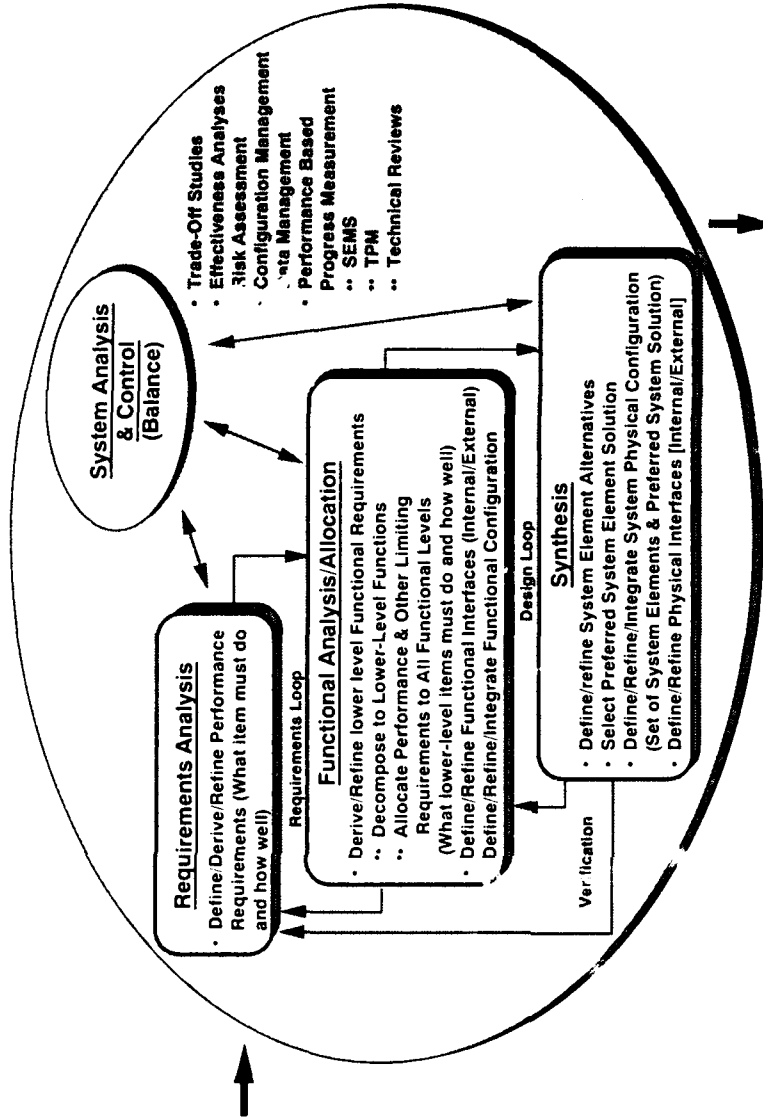 Requirements Analysis
• Define/Derive/Refine Performance
Requirements (What item must do
and how well)
Requirements Loop
System Analysis
& Control
(Balance)
• Trade-Off Studies
• Effectiveness Analyses
Assessment
• Configuration Management
Management
• Performance Based
Progress Measurement
•• SEMS
•• TPM
•• Technical Reviews
Functional Analysis/Allocation
• Derive/Refine lower level Functional Requirements
•• Decompose to Lower-Level Functions
•• Allocate Performance & Other Limiting
Requirements to All Functional Levels
(What lower-level items must do and how well)
• Define/Refine Functional Interfaces (Internal/External)
Define/Refine/Integrate Functional Configuration
Design Loop
Synthesis
• Define/refine System Element Alternatives
• Select Preferred System Element Solution
• Define/Refine/Integrate System Physical Configuration
(Set of System Elements & Preferred System Solution)
• Define/Refine Physical Interfaces [Internal/External]